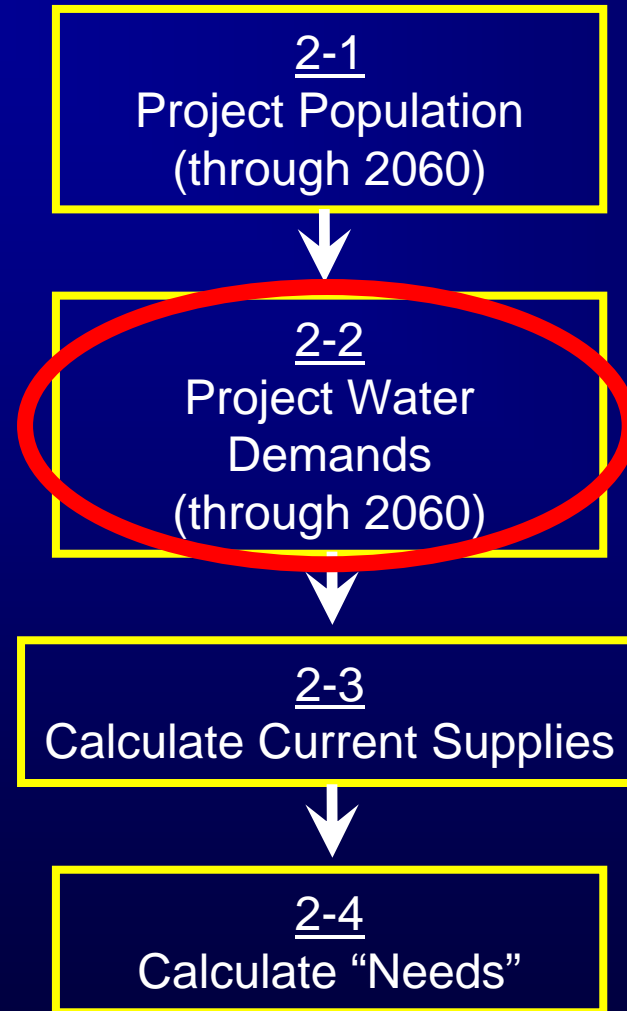 2-1
Project Population
(through 2060)
2-2
Project Water
Demands
(through 2060)
2-3
Calculate Current Supplies
2-4
Calculate “Needs”